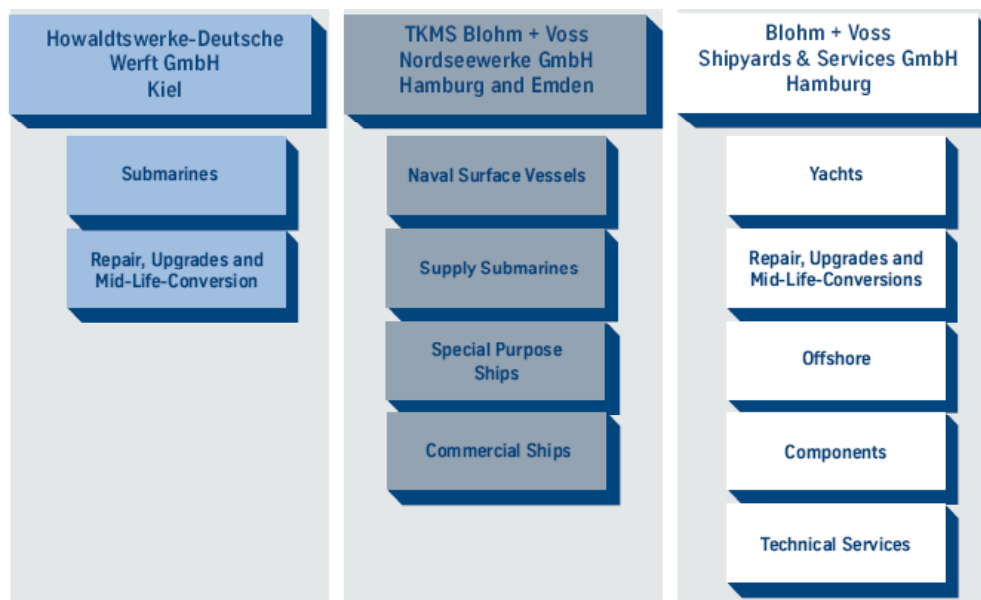 Howaldtswerke-Deutsche
Werft GmbH
Kiel
Submarines
Repair, Upgrades and
Mid-Life-Conversion
TKMS Blohm + Voss
Nordseewerke GmbH
Hamburg and Emden
Naval Surface Vessels
Supply Submarines
Special Purpose
Ships
Commercial Ships
Blohm + Voss
Shipyards & Services GmbH
Hamburg
Yachts
Repair, Upgrades and
Mid-Life-Conversions
Offshore
Components
Technical Services